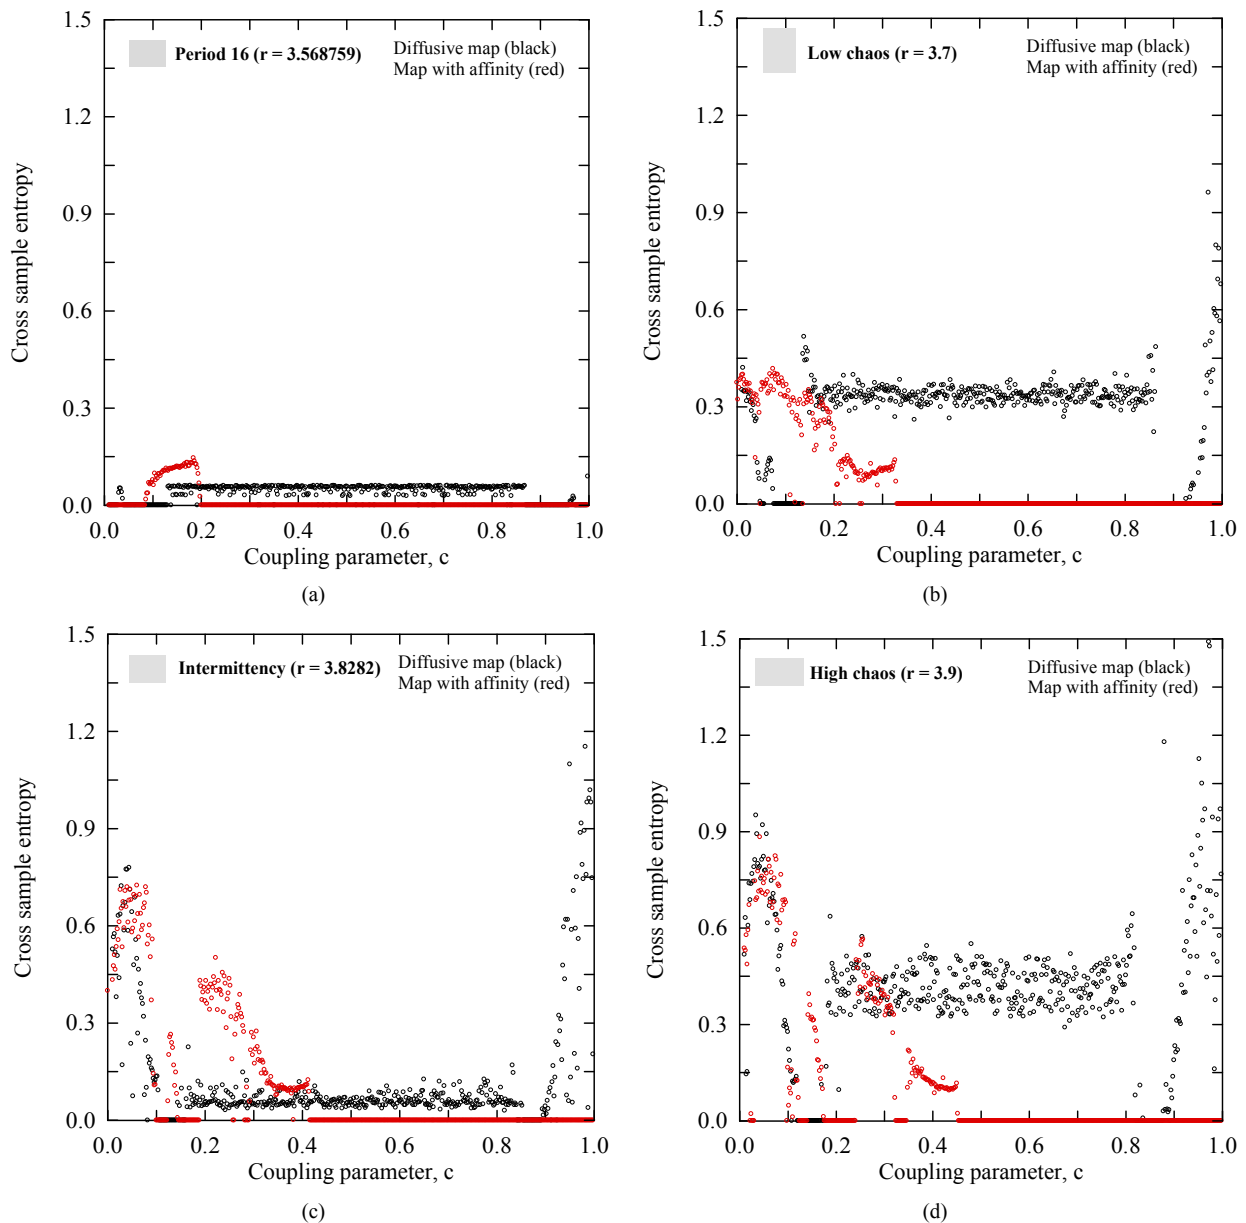 1.5
1.2
0.9
0.6
0.3
0.0
Cross sample entropy
Period 16 (r = 3.568759)
Diffusive map (black)
Map with affinity (red)
0.0 0.2 0.4 0.6 0.8 1.0
Coupling parameter, c
(a)
1.5
1.2
0.9
0.6
0.3
0.0
Cross sample entropy
Low chaos (r = 3.7)
Diffusive map (black)
Map with affinity (red)
0.0 0.2 0.4 0.6 0.8 1.0
Coupling parameter, c
(b)
1.5
1.2
0.9
0.6
0.3
0.0
Cross sample entropy
Intermittency (r = 3.8282)
Diffusive map (black)
Map with affinity (red)
0.0 0.2 0.4 0.6 0.8 1.0
Coupling parameter, c
(c)
1.5
1.2
0.9
0.6
0.3
0.0
Cross sample entropy
High chaos (r = 3.9)
Diffusive map (black)
Map with affinity (red)
0.0 0.2 0.4 0.6 0.8 1.0
Coupling parameter, c
(d)